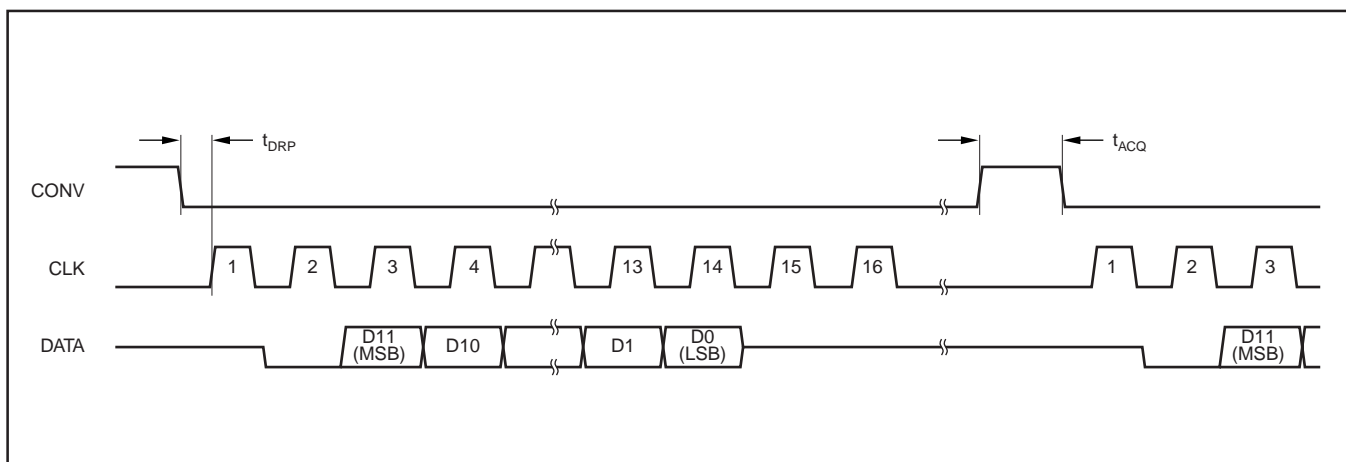 t_DRP t_ACQ
CONV
CLK 1 2 3 4 13 14 15 16 1 2 3
DATA D11 (MSB) D10 D1 D0 (LSB) D11 (MSB)